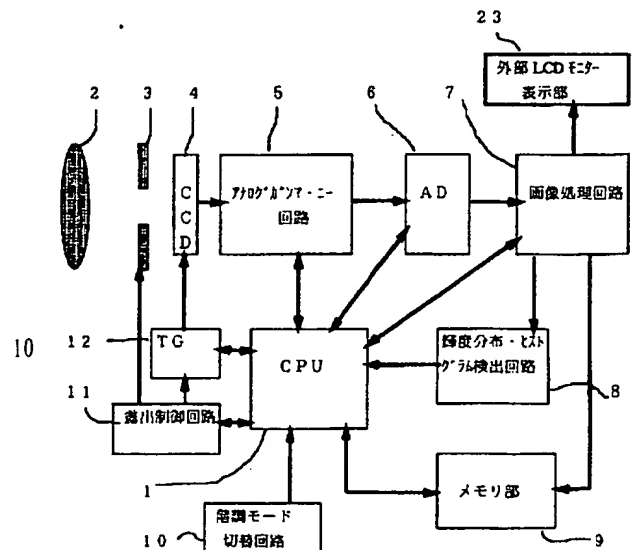 23
外部LCDモニター
表示部
2
3
4
5
6
7
CCD
アナログガンマ・ニー
回路
AD
画像処理回路
10
12
TG
CPU
輝度分布・ヒスト
グラム検出回路
8
11
露出制御回路
1
メモリ部
9
階調モード
切替回路
10